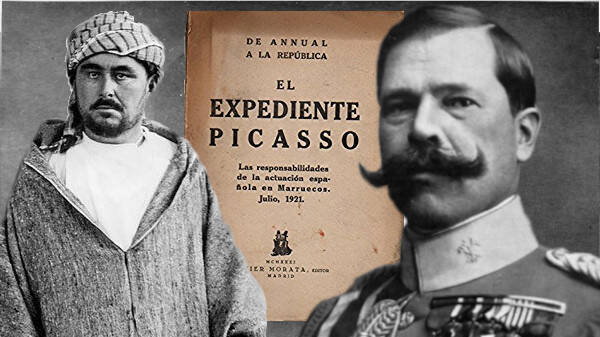 DE ANNUAL
A LA REPÚBLICA
EL
EXPEDIENTE
PICASSO
Las responsabilidades
de la actuación espa-
ñola en Marruecos.
Julio, 1921.
MCMXXXI
IER MORATA, EDITOR
MADRID